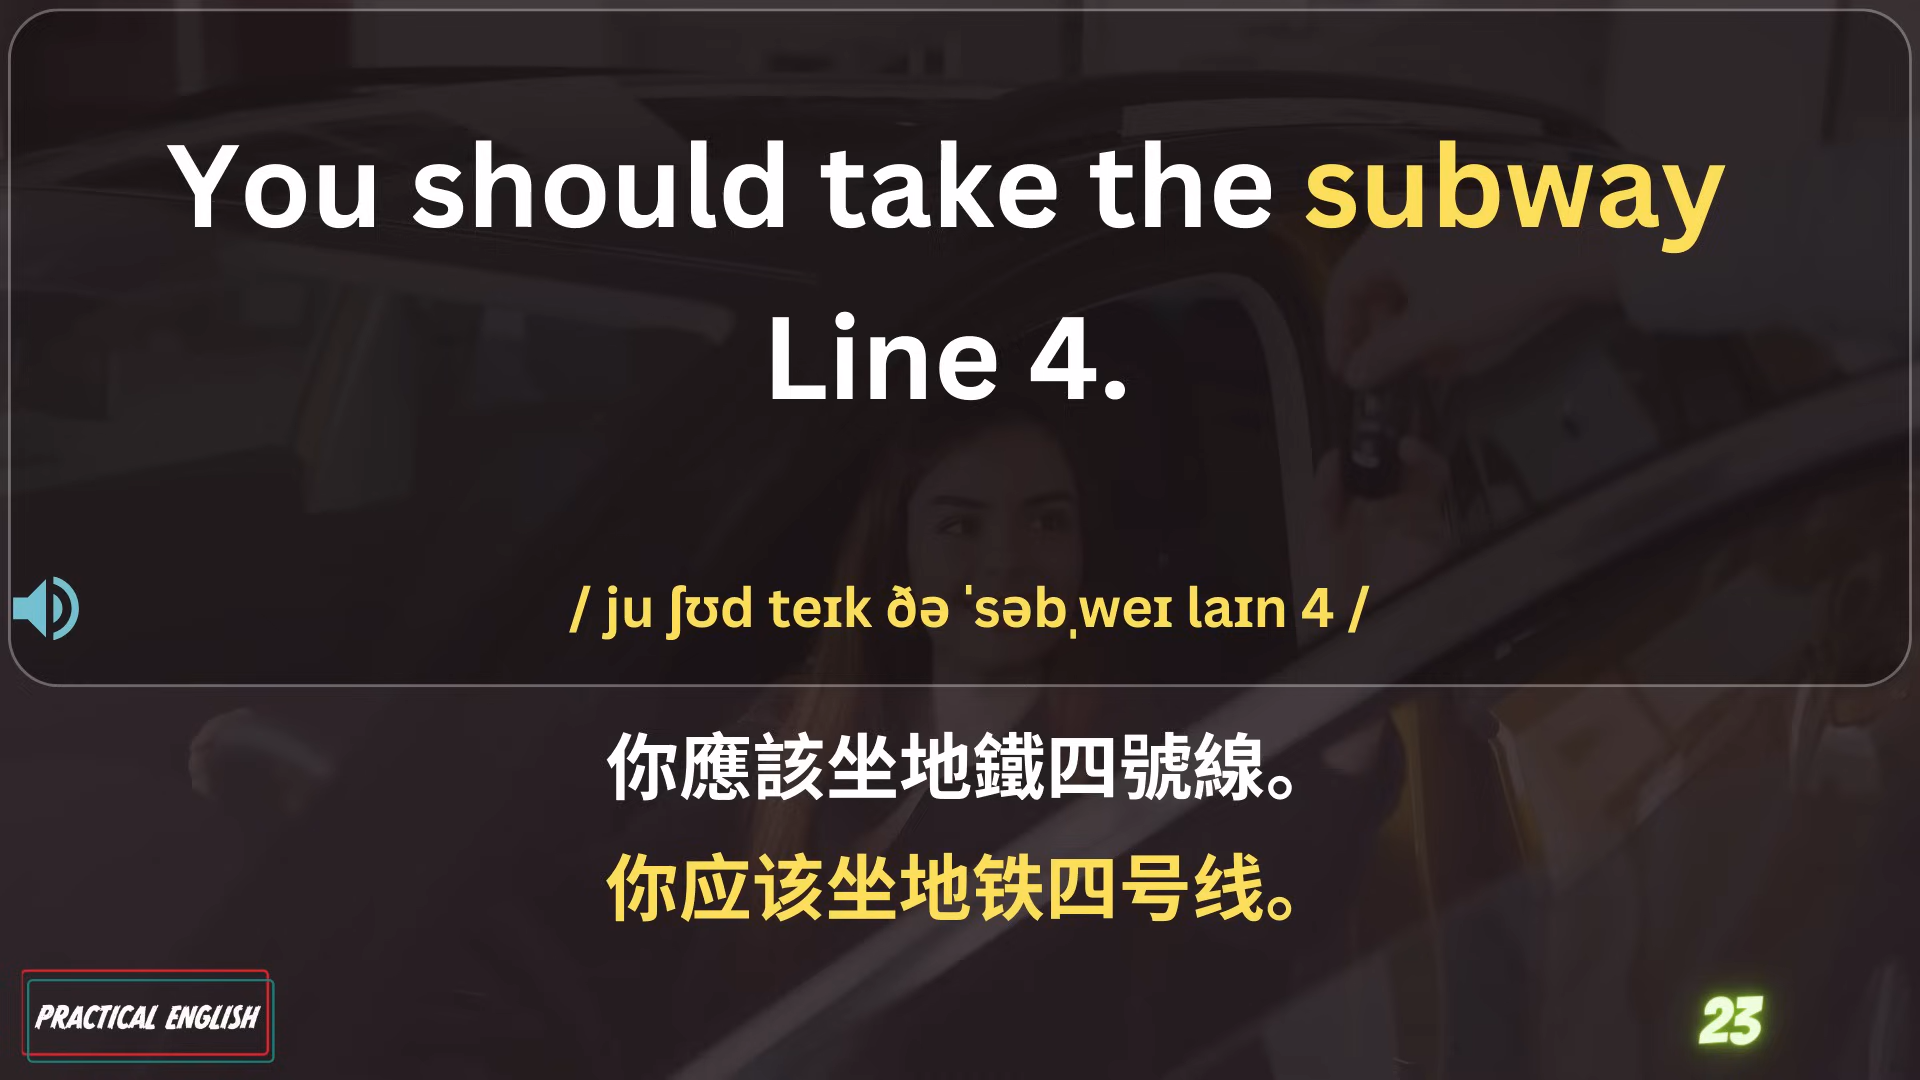 You should take the subway
Line 4.
/ ju ʃʊd teɪk ðə ˈsəbˌweɪ laɪn 4 /
你應該坐地鐵四號線。
你应该坐地铁四号线。
PRACTICAL ENGLISH
23